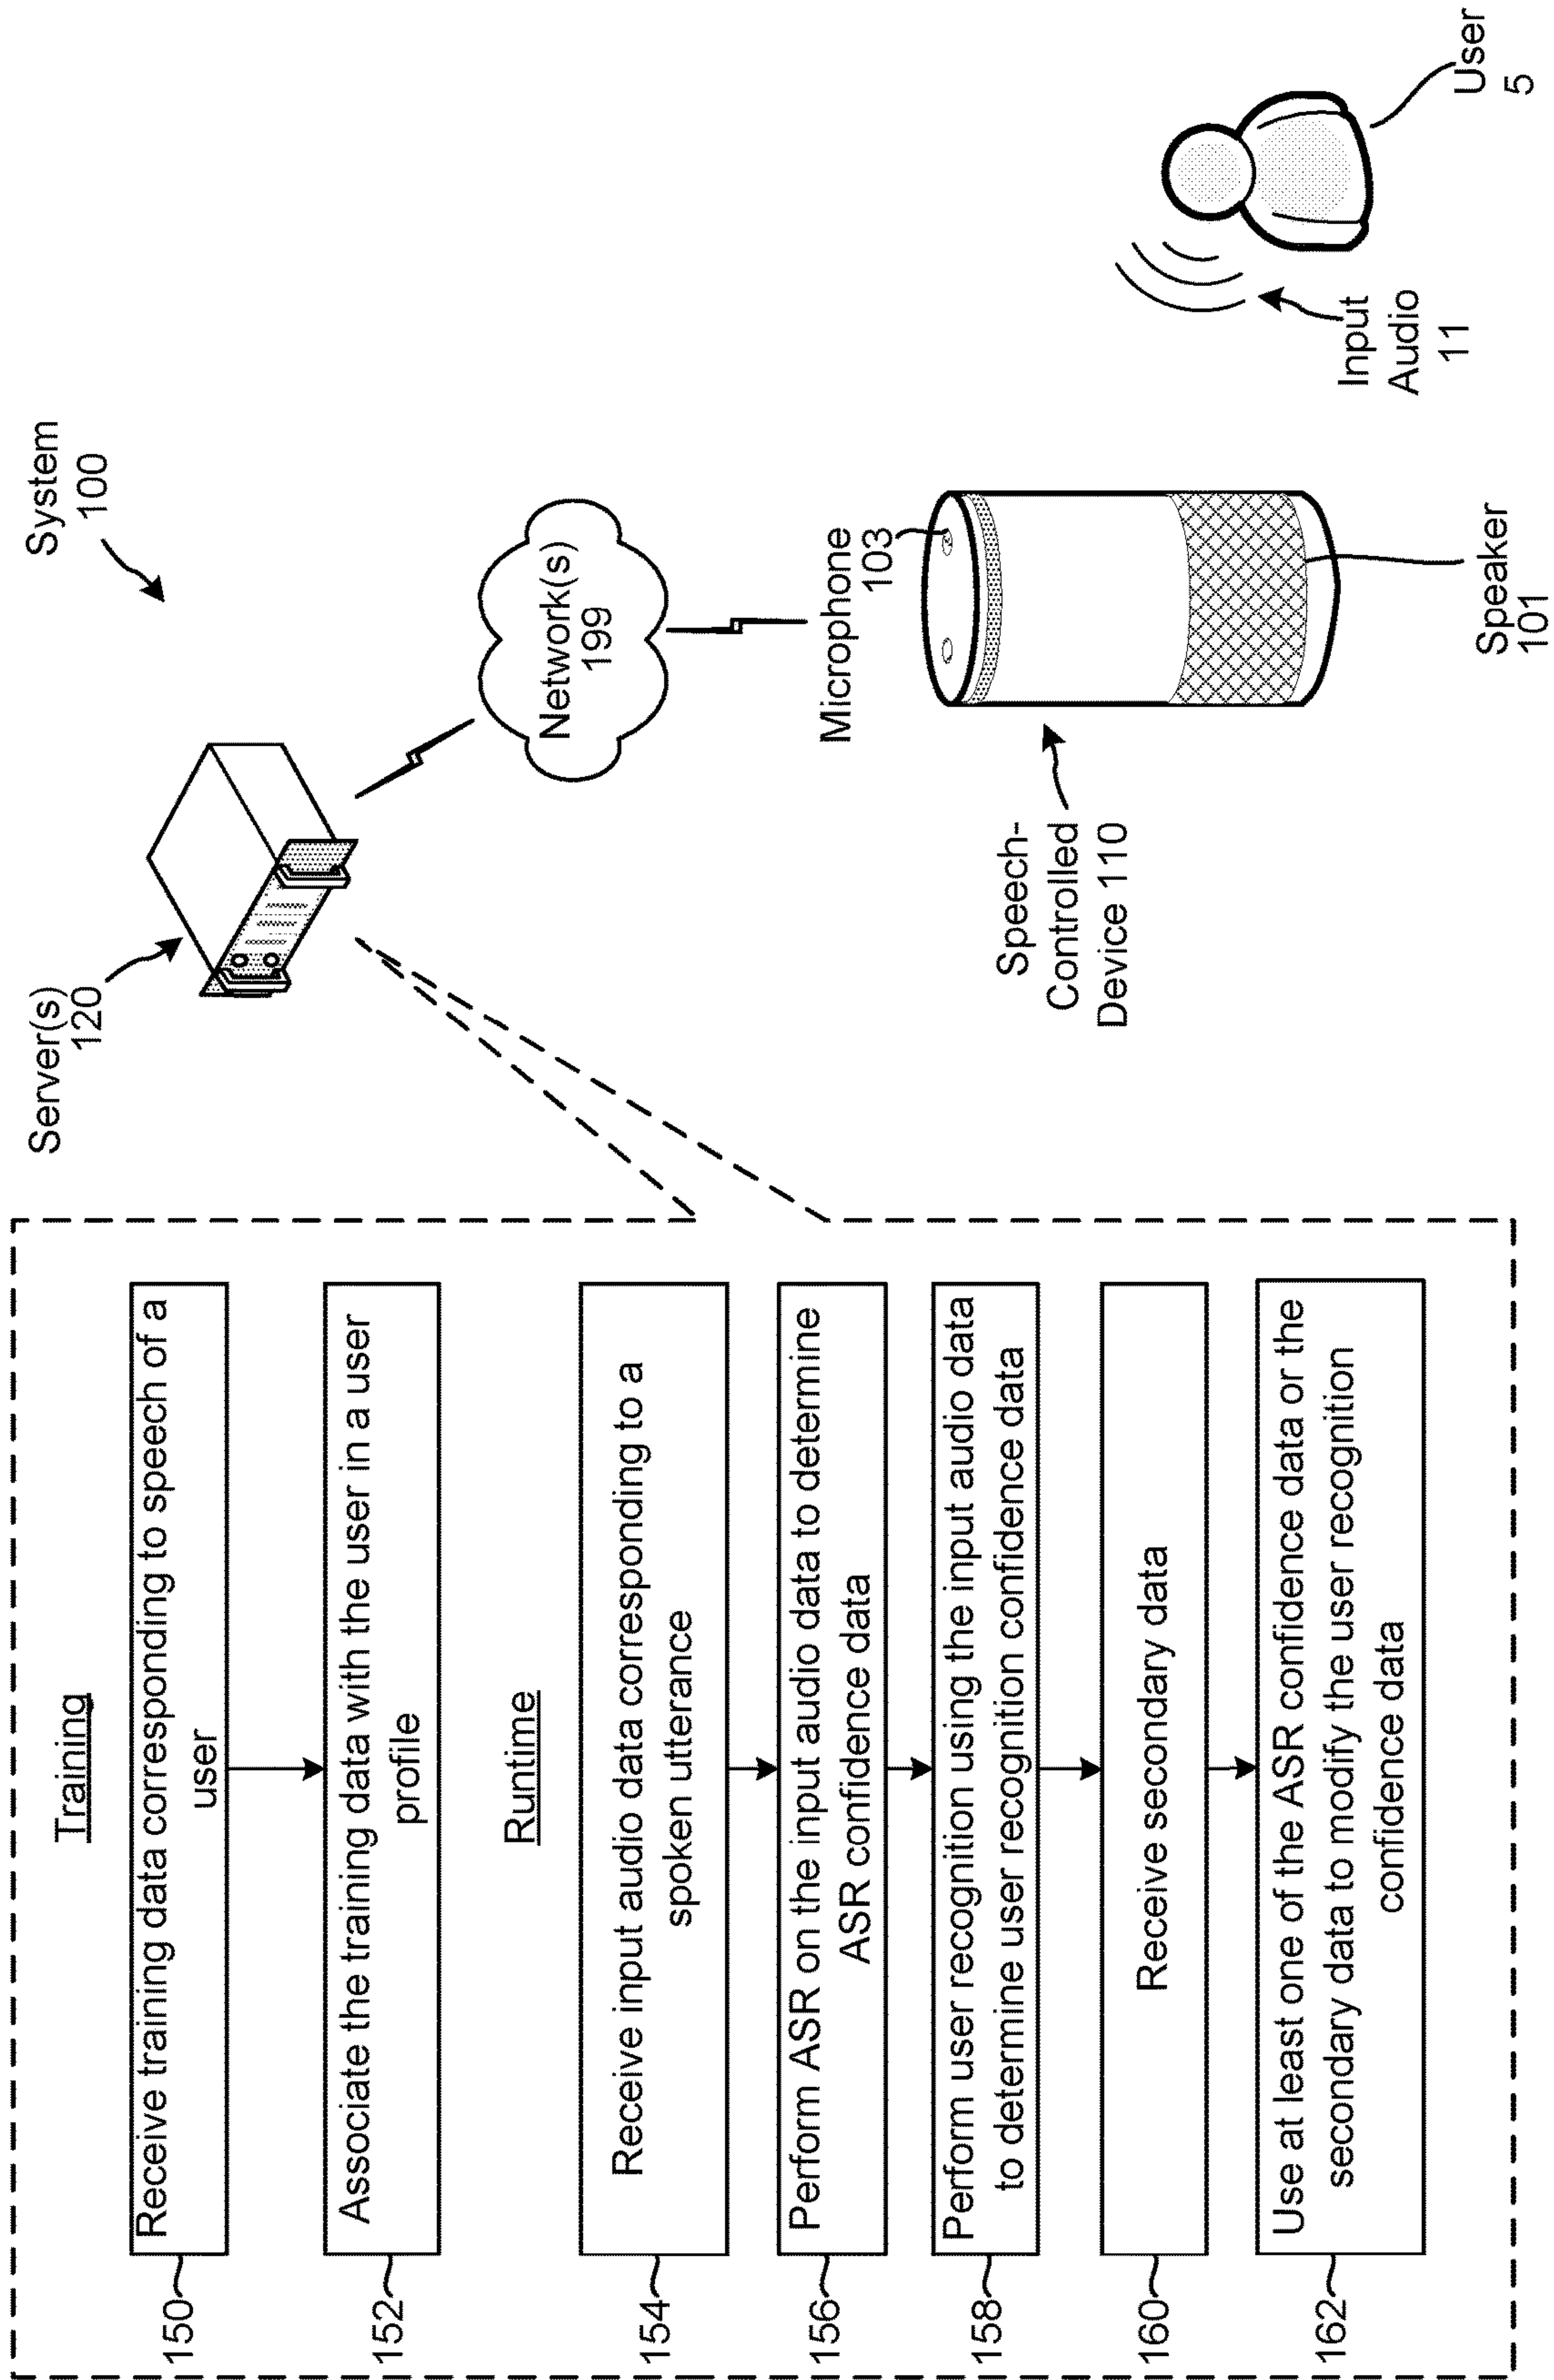 System
100
Server(s)
120
Network(s)
199
Training
150
Receive training data corresponding to speech of a
user
152
Associate the training data with the user in a user
profile
Runtime
154
Receive input audio data corresponding to a
spoken utterance
156
Perform ASR on the input audio data to determine
ASR confidence data
158
Perform user recognition using the input audio data
to determine user recognition confidence data
160
Receive secondary data
162
Use at least one of the ASR confidence data or the
secondary data to modify the user recognition
confidence data
Microphone
103
Speech-
Controlled
Device 110
Speaker
101
Input
Audio
11
User
5